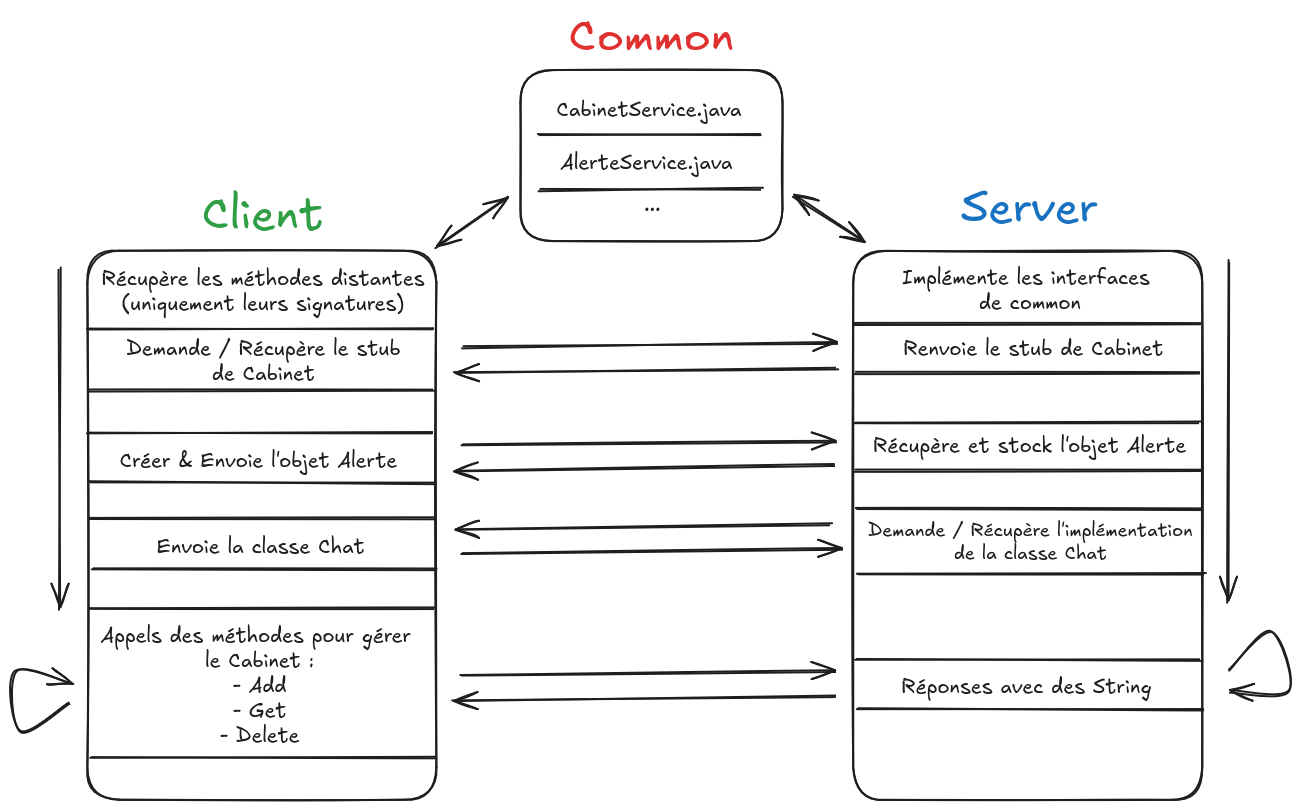 Common
CabinetService.java
AlerteService.java
...
Client
Récupère les méthodes distantes
(uniquement leurs signatures)
Demande / Récupère le stub
de Cabinet
Créer & Envoie l'objet Alerte
Envoie la classe Chat
Appels des méthodes pour gérer
le Cabinet :
- Add
- Get
- Delete
Server
Implémente les interfaces
de common
Renvoie le stub de Cabinet
Récupère et stock l'objet Alerte
Demande / Récupère l'implémentation
de la classe Chat
Réponses avec des String